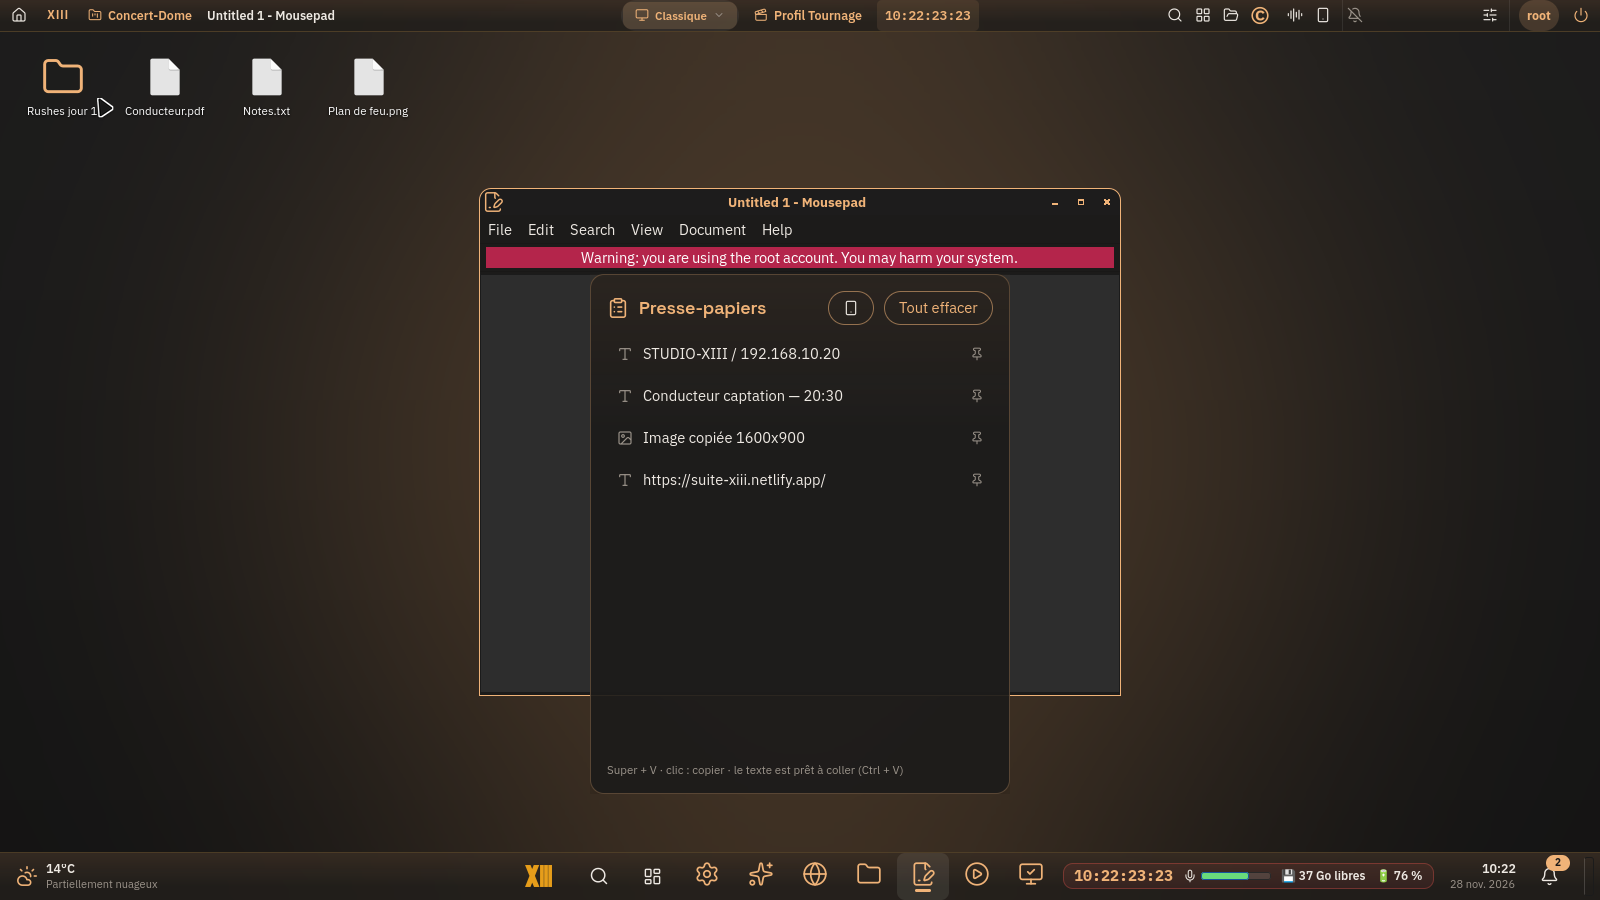 XIII Concert-Dome Untitled 1 - Mousepad Classique Profil Tournage 10:22:23:23 root
Rushes jour 1 Conducteur.pdf Notes.txt Plan de feu.png
Untitled 1 - Mousepad
File Edit Search View Document Help
Warning: you are using the root account. You may harm your system.
Presse-papiers Tout effacer
STUDIO-XIII / 192.168.10.20
Conducteur captation — 20:30
Image copiée 1600x900
https://suite-xiii.netlify.app/
Super + V · clic : copier · le texte est prêt à coller (Ctrl + V)
14°C
Partiellement nuageux
XIII
10:22:23:23 37 Go libres 76 %
10:22
28 nov. 2026
2